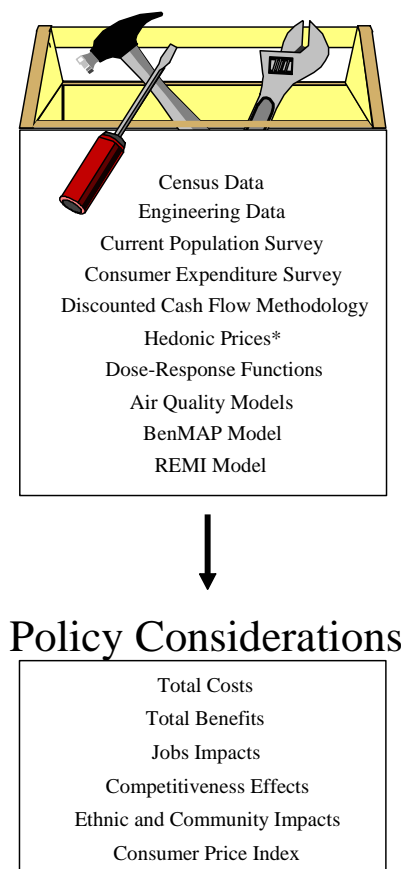 Census Data
Engineering Data
Current Population Survey
Consumer Expenditure Survey
Discounted Cash Flow Methodology
Hedonic Prices*
Dose-Response Functions
Air Quality Models
BenMAP Model
REMI Model
Policy Considerations
Total Costs
Total Benefits
Jobs Impacts
Competitiveness Effects
Ethnic and Community Impacts
Consumer Price Index